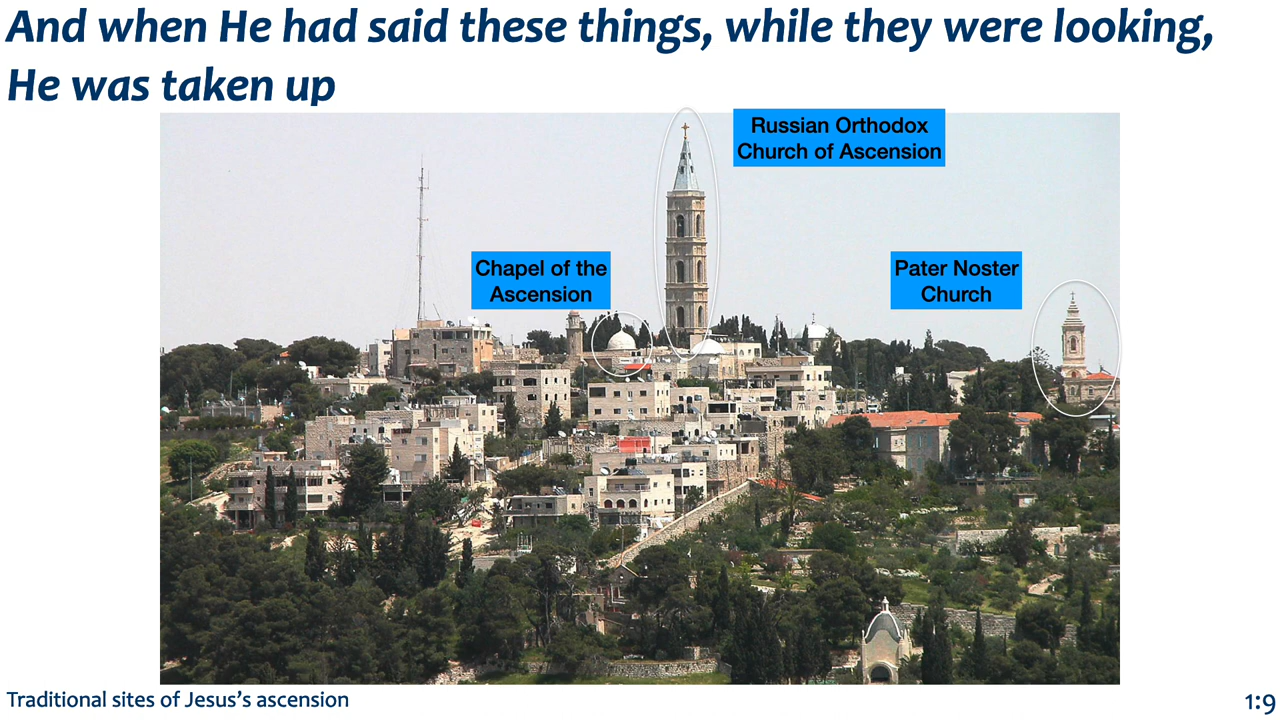 And when He had said these things, while they were looking,
He was taken up
Russian Orthodox
Church of Ascension
Chapel of the
Ascension
Pater Noster
Church
Traditional sites of Jesus’s ascension
1:9